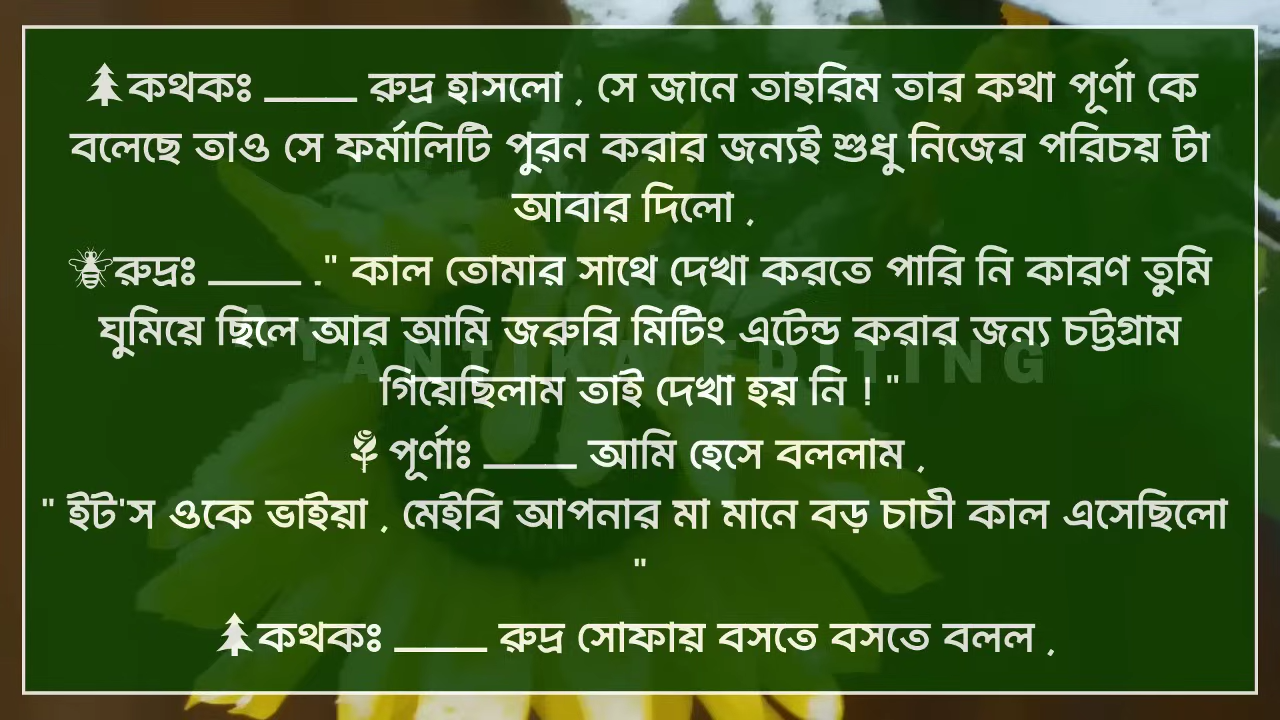 🌲কথকঃ ____ রুদ্র হাসলো , সে জানে তাহরিম তার কথা পূর্ণা কে
বলেছে তাও সে ফর্মালিটি পুরন করার জন্যই শুধু নিজের পরিচয় টা
আবার দিলো ,
🐝রুদ্রঃ ____ ." কাল তোমার সাথে দেখা করতে পারি নি কারণ তুমি
ঘুমিয়ে ছিলে আর আমি জরুরি মিটিং এটেন্ড করার জন্য চট্টগ্রাম
গিয়েছিলাম তাই দেখা হয় নি ! "
ANTIKA EDITING
🌹পূর্ণাঃ ____ আমি হেসে বললাম ,
" ইট'স ওকে ভাইয়া , মেইবি আপনার মা মানে বড় চাচী কাল এসেছিলো
"
🌲কথকঃ ____ রুদ্র সোফায় বসতে বসতে বলল ,